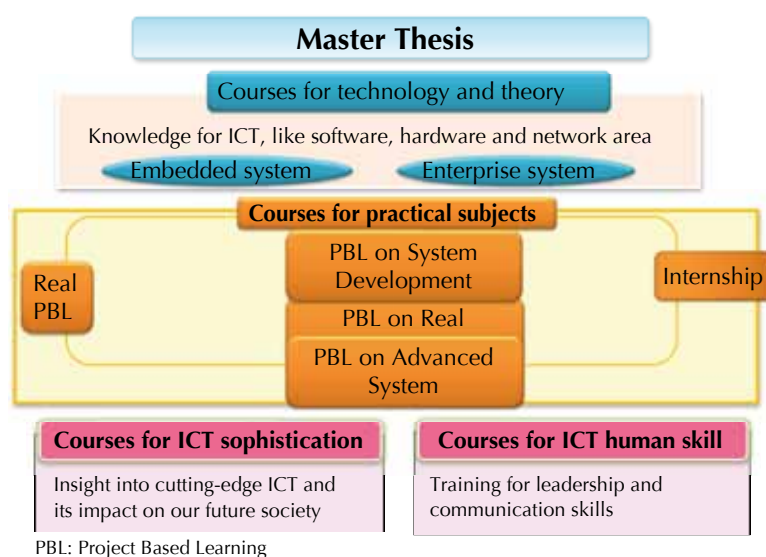 Master Thesis
Courses for technology and theory
Knowledge for ICT, like software, hardware and network area
Embedded system
Enterprise system
Courses for practical subjects
Real
PBL
PBL on System
Development
PBL on Real
PBL on Advanced
System
Internship
Courses for ICT sophistication
Insight into cutting-edge ICT and
its impact on our future society
Courses for ICT human skill
Training for leadership and
communication skills
PBL: Project Based Learning